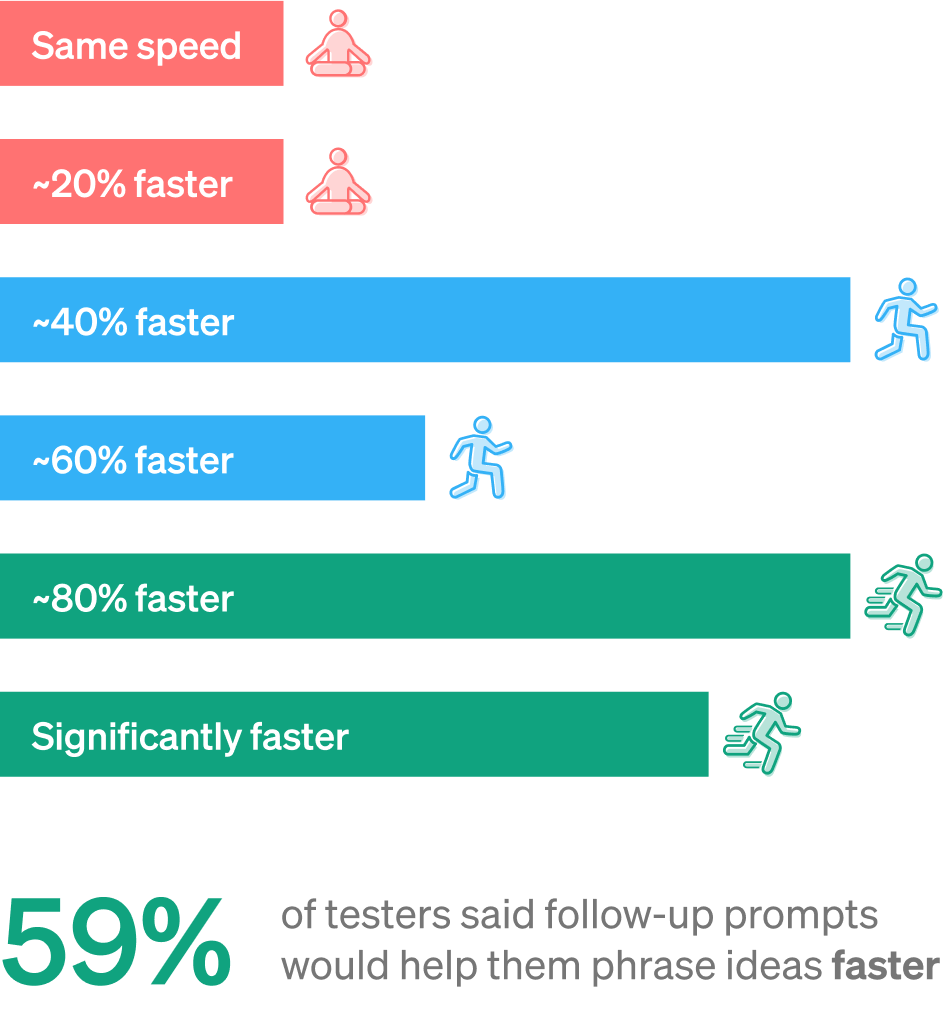 Same speed
~20% faster
~40% faster
~60% faster
~80% faster
Significantly faster
59%
of testers said follow-up prompts
would help them phrase ideas faster